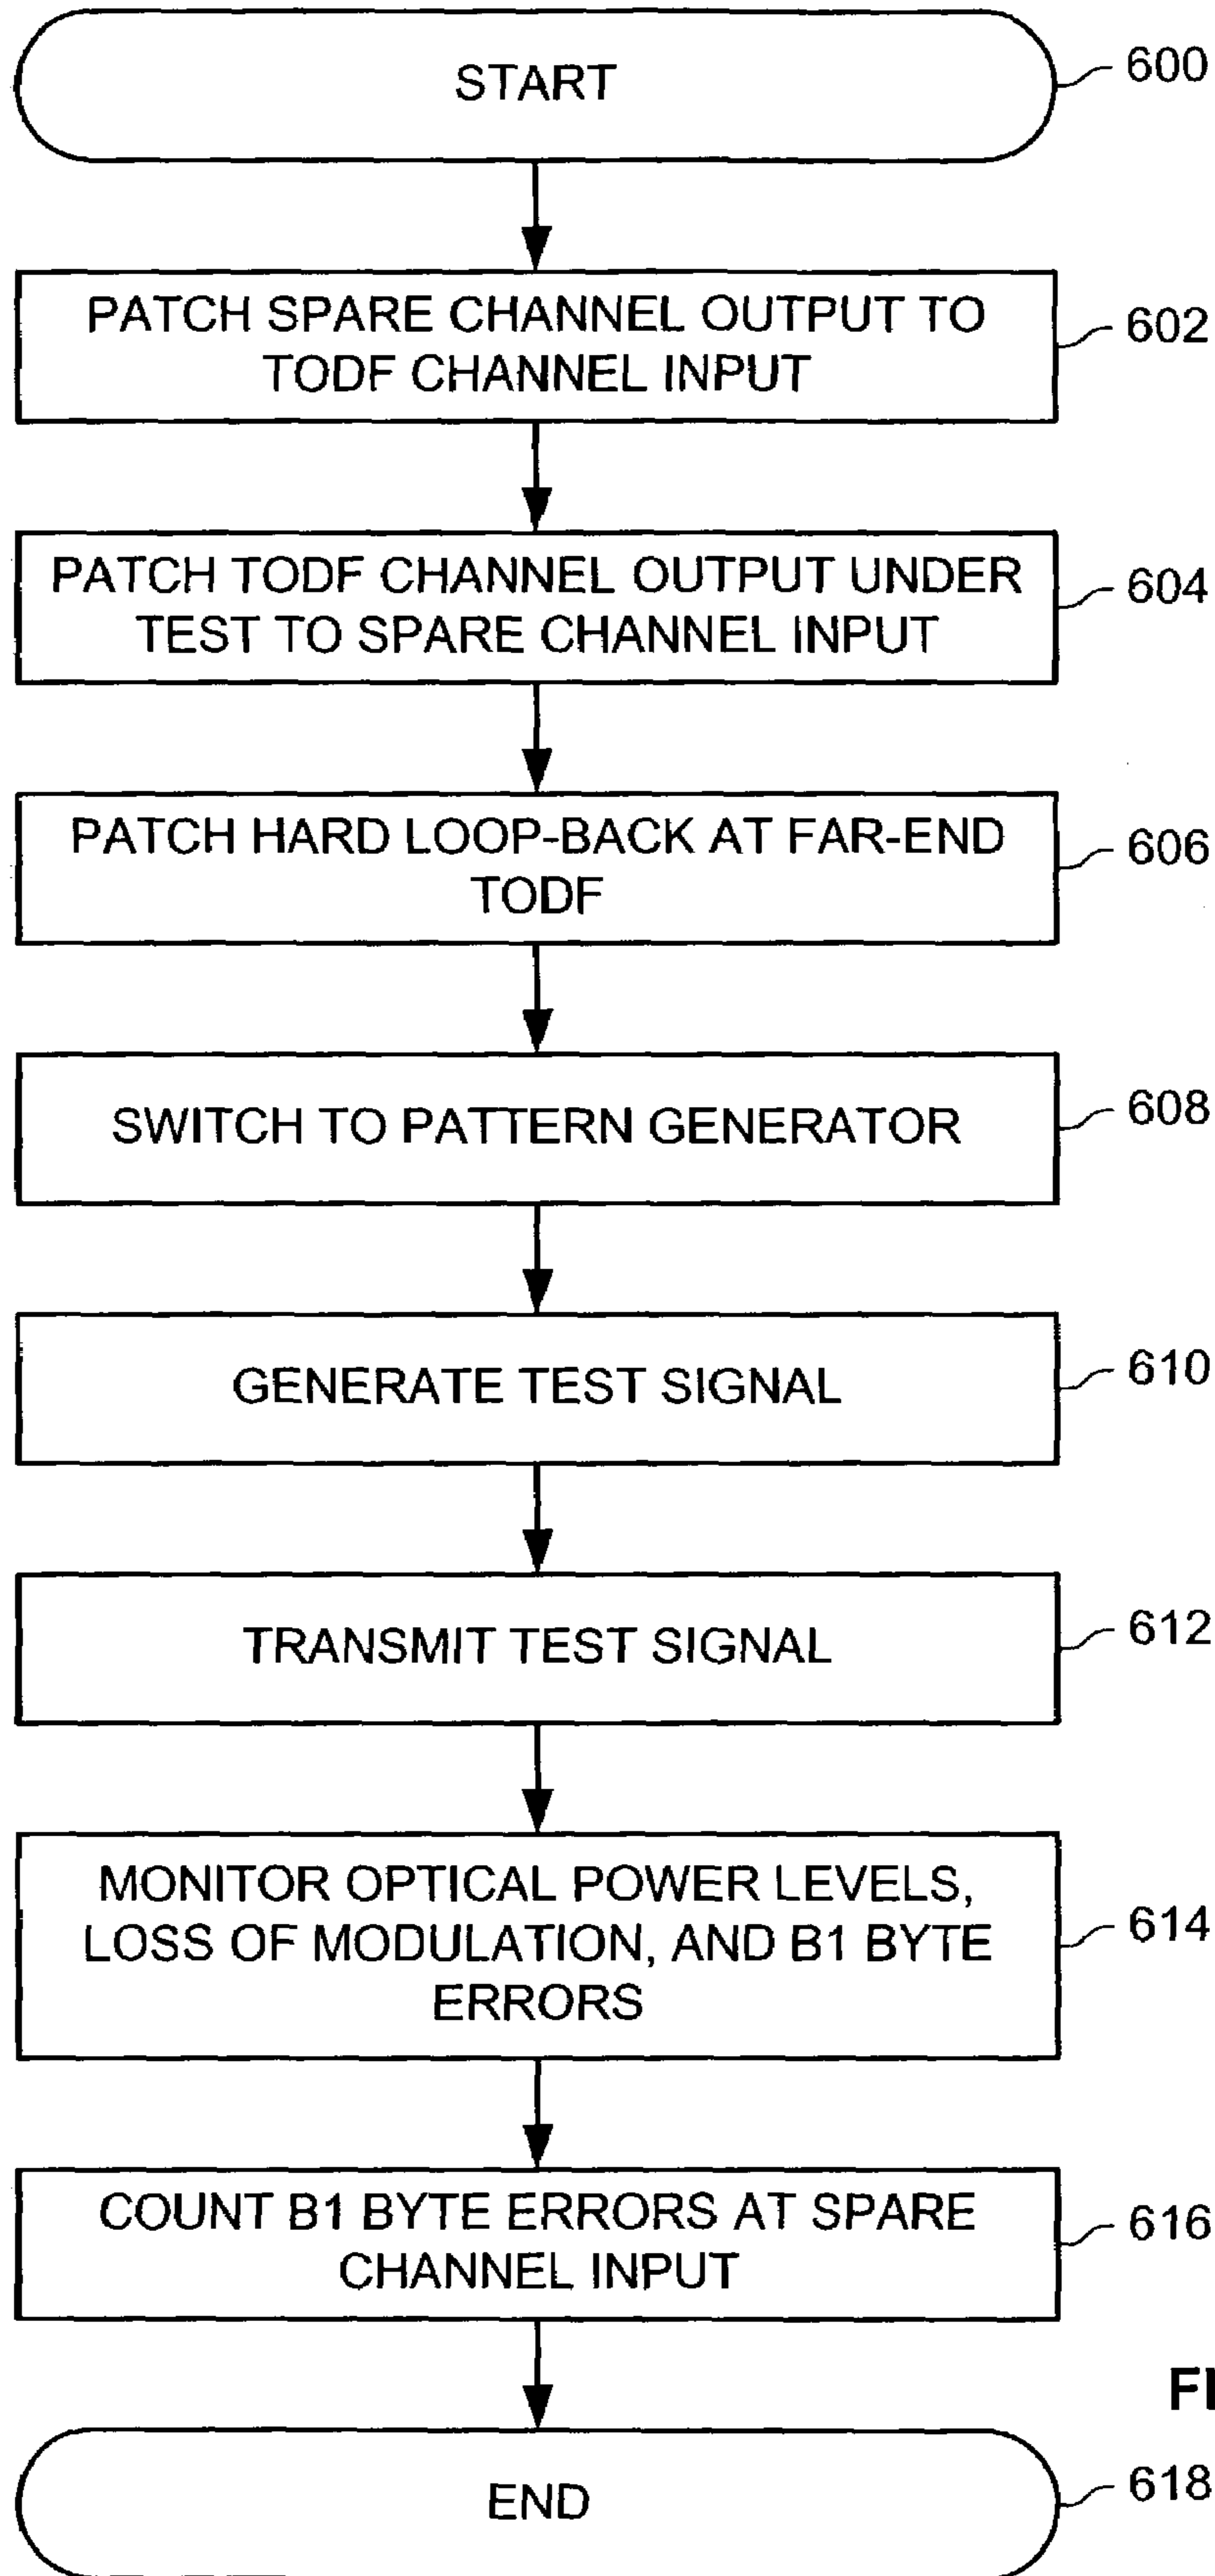 START
600
PATCH SPARE CHANNEL OUTPUT TO
TODF CHANNEL INPUT
602
PATCH TODF CHANNEL OUTPUT UNDER
TEST TO SPARE CHANNEL INPUT
604
PATCH HARD LOOP-BACK AT FAR-END
TODF
606
SWITCH TO PATTERN GENERATOR
608
GENERATE TEST SIGNAL
610
TRANSMIT TEST SIGNAL
612
MONITOR OPTICAL POWER LEVELS,
LOSS OF MODULATION, AND B1 BYTE
ERRORS
614
COUNT B1 BYTE ERRORS AT SPARE
CHANNEL INPUT
616
END
618